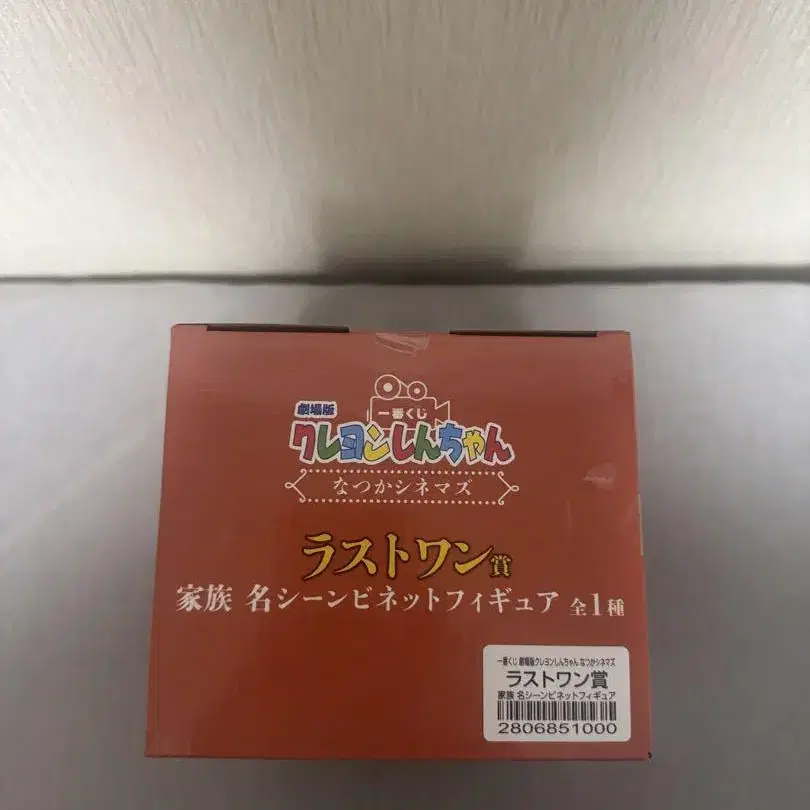 一番くじ
劇場版
クレヨンしんちゃん
なつかシネマズ
ラストワン賞
家族 名シーンビネットフィギュア 全1種
一番くじ 劇場版クレヨンしんちゃん なつかシネマズ
ラストワン賞
家族 名シーンビネットフィギュア
2806851000